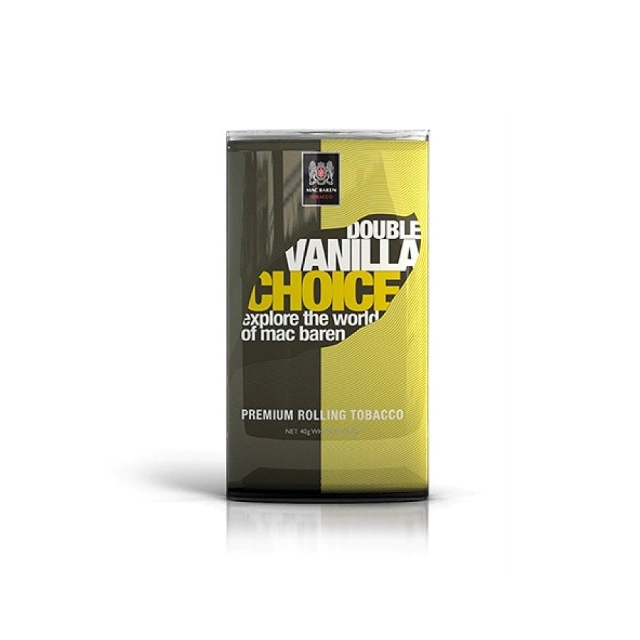 MAC BAREN
TOBACCO
DOUBLE
VANILLA
CHOICE
explore the world
of mac baren
PREMIUM ROLLING TOBACCO
NET 40g